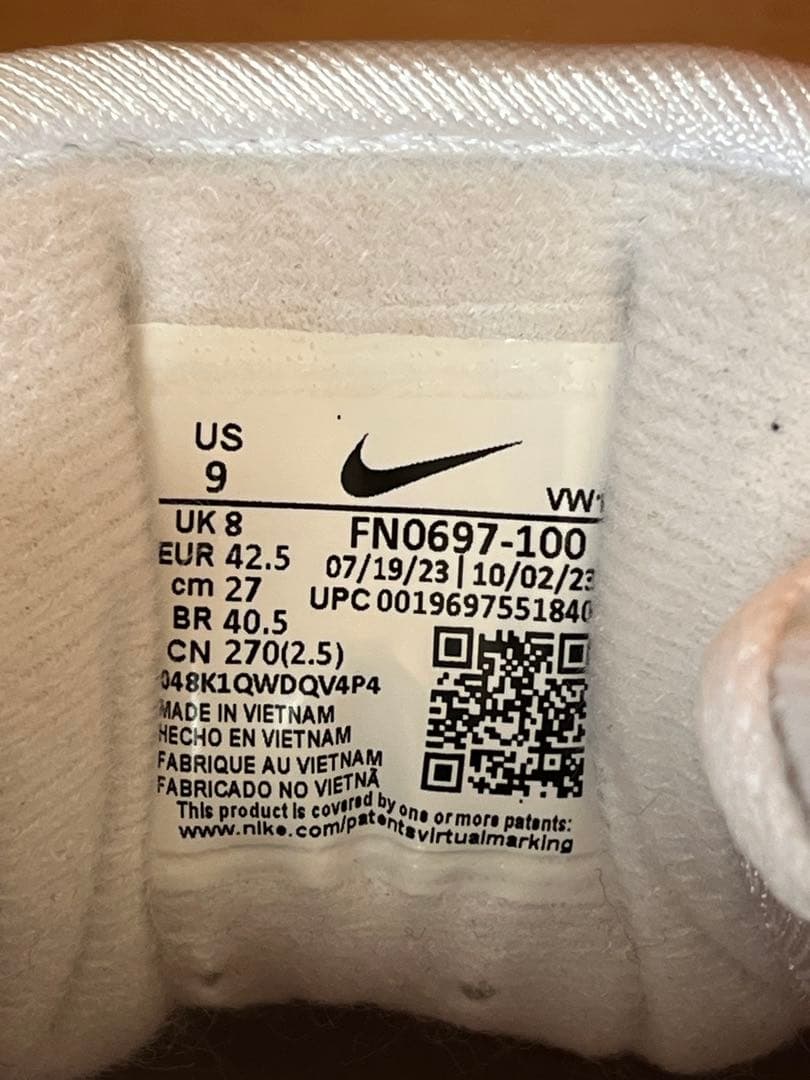 US
9
VW
UK 8
FN0697-100
EUR 42.5
07/19/23 | 10/02/23
cm 27
UPC 0019697551840
BR 40.5
CN 270(2.5)
048K1QWDQV4P4
MADE IN VIETNAM
HECHO EN VIETNAM
FABRIQUE AU VIETNAM
FABRICADO NO VIETNÃ
This product is covered by one or more patents:
www.nike.com/patentsvirtualmarking